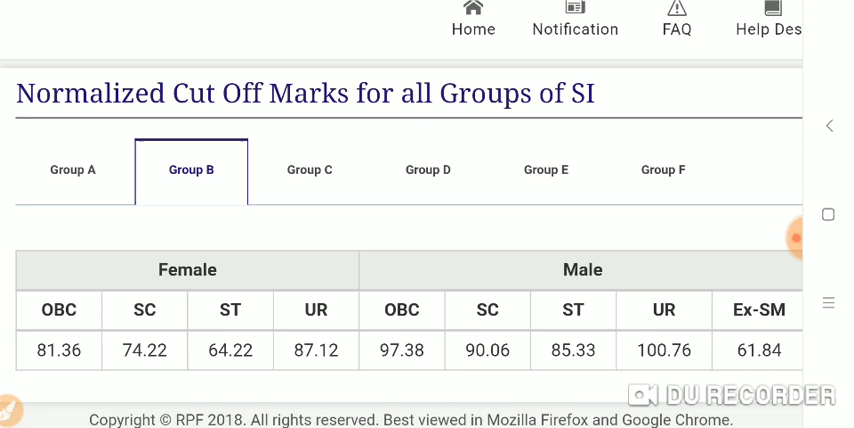 Home Notification FAQ Help Des
Normalized Cut Off Marks for all Groups of SI
Group A Group B Group C Group D Group E Group F
Female Male
OBC SC ST UR OBC SC ST UR Ex-SM
81.36 74.22 64.22 87.12 97.38 90.06 85.33 100.76 61.84
DU RECORDER
Copyright © RPF 2018. All rights reserved. Best viewed in Mozilla Firefox and Google Chrome.